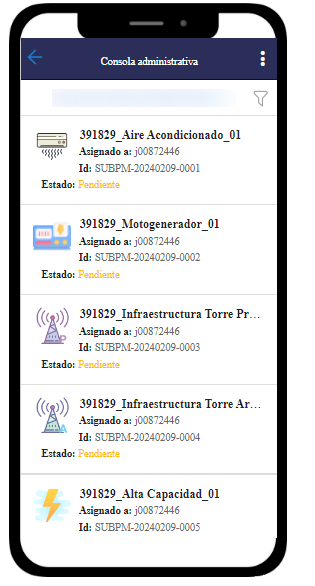 Consola administrativa
391829_Aire Acondicionado_01
Asignado a: j00872446
Id: SUBPM-20240209-0001
Estado: Pendiente
391829_Motogenerador_01
Asignado a: j00872446
Id: SUBPM-20240209-0002
Estado: Pendiente
391829_Infraestructura Torre Pr...
Asignado a: j00872446
Id: SUBPM-20240209-0003
Estado: Pendiente
391829_Infraestructura Torre Ar...
Asignado a: j00872446
Id: SUBPM-20240209-0004
Estado: Pendiente
391829_Alta Capacidad_01
Asignado a: j00872446
Id: SUBPM-20240209-0005